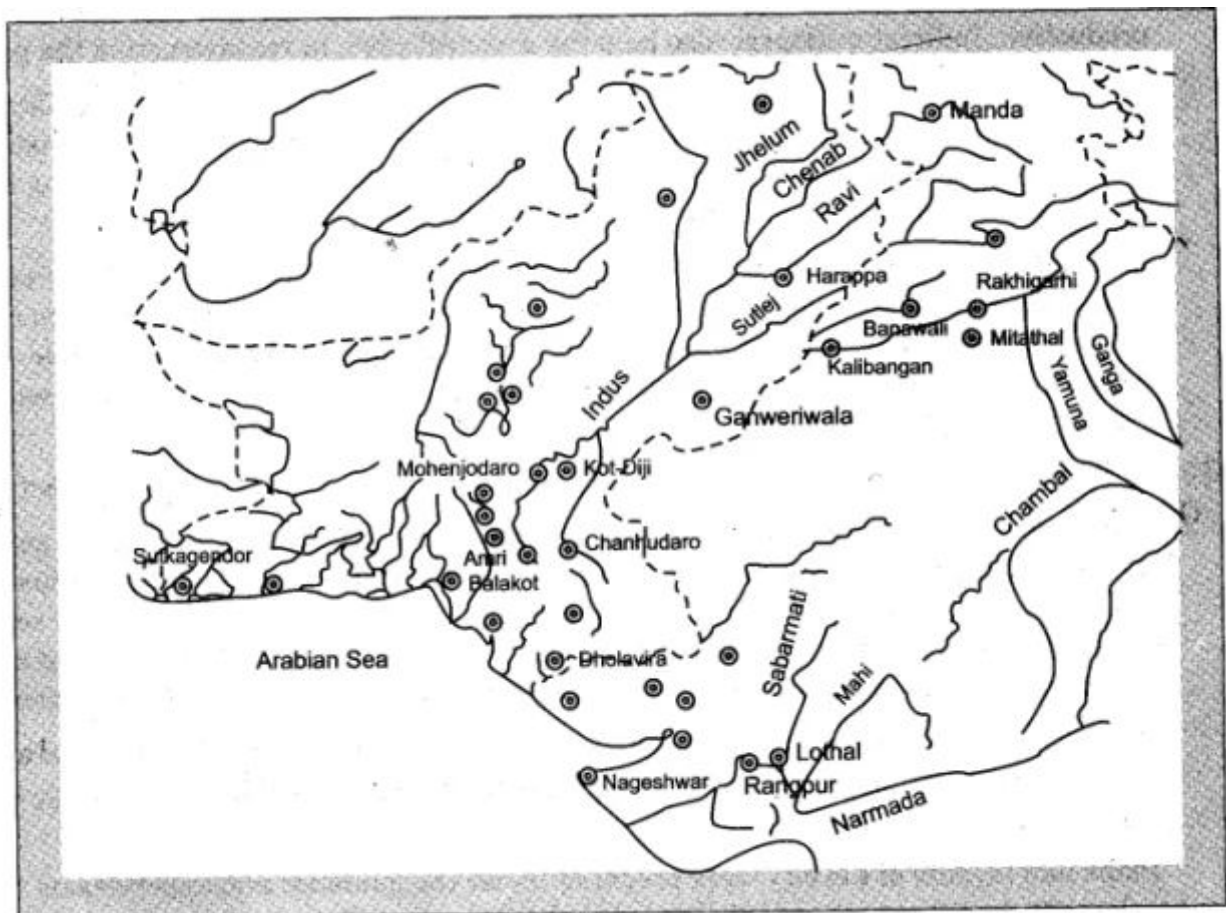 Manda
Jhelum
Chenab
Ravi
Harappa
Rakhigarhi
Sutlej
Banawali
Mitathal
Kalibangan
Ganga
Yamuna
Indus
Ganweriwala
Mohenjodaro
Kot-Diji
Chambal
Chanhudaro
Sutkagendor
Amri
Balakot
Sabarmati
Arabian Sea
Dholavira
Mahi
Lothal
Nageshwar
Rangpur
Narmada